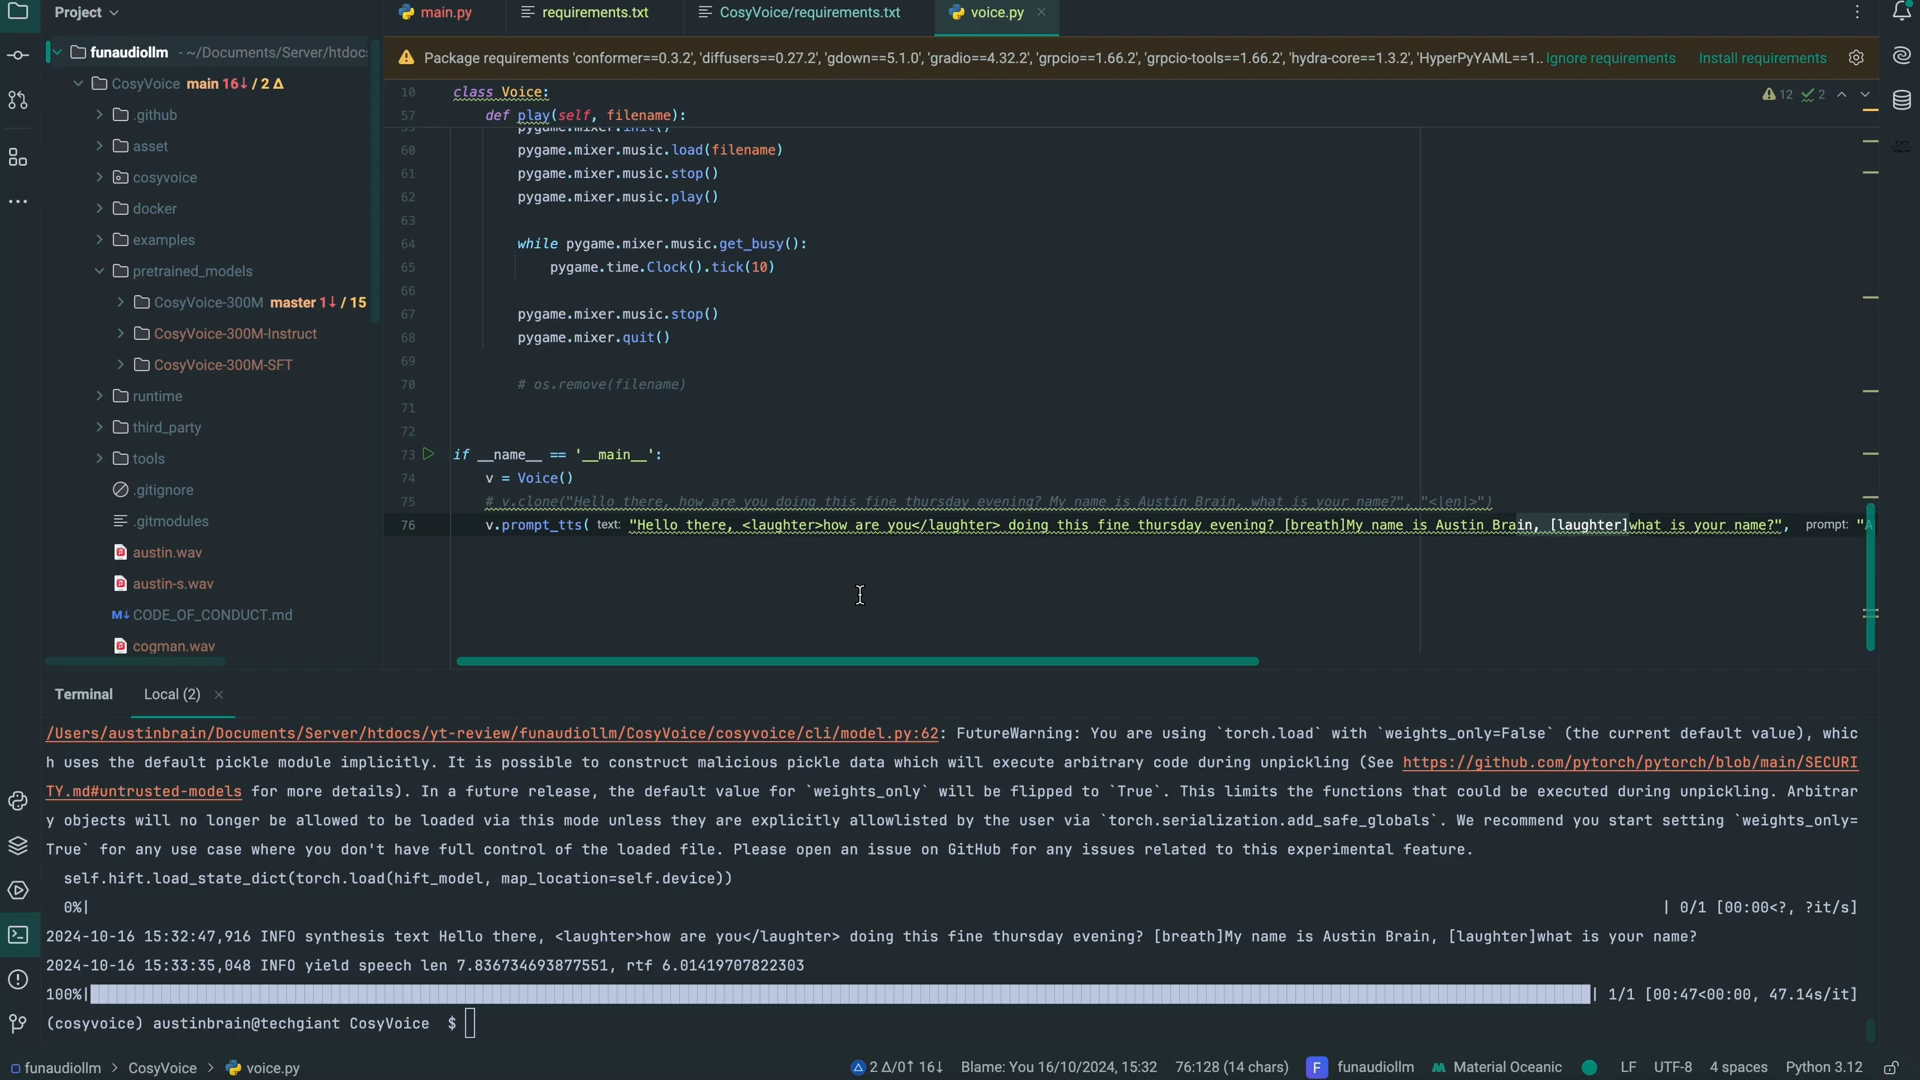 Project
main.py
requirements.txt
CosyVoice/requirements.txt
voice.py
funaudiollm - ~/Documents/Server/htdoc
Package requirements 'conformer==0.3.2', 'diffusers==0.27.2', 'gdown==5.1.0', 'gradio==4.32.2', 'grpcio==1.66.2', 'grpcio-tools==1.66.2', 'hydra-core==1.3.2', 'HyperPyYAML==1... Ignore requirements Install requirements
CosyVoice main 16↓ / 2 Δ
.github
asset
cosyvoice
docker
examples
pretrained_models
CosyVoice-300M master 1↓ / 15
CosyVoice-300M-Instruct
CosyVoice-300M-SFT
runtime
third_party
tools
.gitignore
.gitmodules
austin.wav
austin-s.wav
M↓ CODE_OF_CONDUCT.md
cogman.wav
10 class Voice:
12 2
57 def play(self, filename):
pygame.mixer.init()
60 pygame.mixer.music.load(filename)
61 pygame.mixer.music.stop()
62 pygame.mixer.music.play()
63
64 while pygame.mixer.music.get_busy():
65 pygame.time.Clock().tick(10)
66
67 pygame.mixer.music.stop()
68 pygame.mixer.quit()
69
70 # os.remove(filename)
71
72
73 if __name__ == '__main__':
74 v = Voice()
75 # v.clone("Hello there, how are you doing this fine thursday evening? My name is Austin Brain, what is your name?", "<|en|>")
76 v.prompt_tts( text: "Hello there, <laughter>how are you</laughter> doing this fine thursday evening? [breath]My name is Austin Brain, [laughter]what is your name?", prompt: "A
Terminal Local (2)
/Users/austinbrain/Documents/Server/htdocs/yt-review/funaudiollm/CosyVoice/cosyvoice/cli/model.py:62: FutureWarning: You are using `torch.load` with `weights_only=False` (the current default value), whic
h uses the default pickle module implicitly. It is possible to construct malicious pickle data which will execute arbitrary code during unpickling (See https://github.com/pytorch/pytorch/blob/main/SECURI
TY.md#untrusted-models for more details). In a future release, the default value for `weights_only` will be flipped to `True`. This limits the functions that could be executed during unpickling. Arbitrar
y objects will no longer be allowed to be loaded via this mode unless they are explicitly allowlisted by the user via `torch.serialization.add_safe_globals`. We recommend you start setting `weights_only=
True` for any use case where you don't have full control of the loaded file. Please open an issue on GitHub for any issues related to this experimental feature.
self.hift.load_state_dict(torch.load(hift_model, map_location=self.device))
0%| | 0/1 [00:00<?, ?it/s]
2024-10-16 15:32:47,916 INFO synthesis text Hello there, <laughter>how are you</laughter> doing this fine thursday evening? [breath]My name is Austin Brain, [laughter]what is your name?
2024-10-16 15:33:35,048 INFO yield speech len 7.836734693877551, rtf 6.01419707822303
100%| | 1/1 [00:47<00:00, 47.14s/it]
(cosyvoice) austinbrain@techgiant CosyVoice $
funaudiollm > CosyVoice > voice.py
2 Δ/0↑ 16↓ Blame: You 16/10/2024, 15:32 76:128 (14 chars) F funaudiollm Material Oceanic LF UTF-8 4 spaces Python 3.12